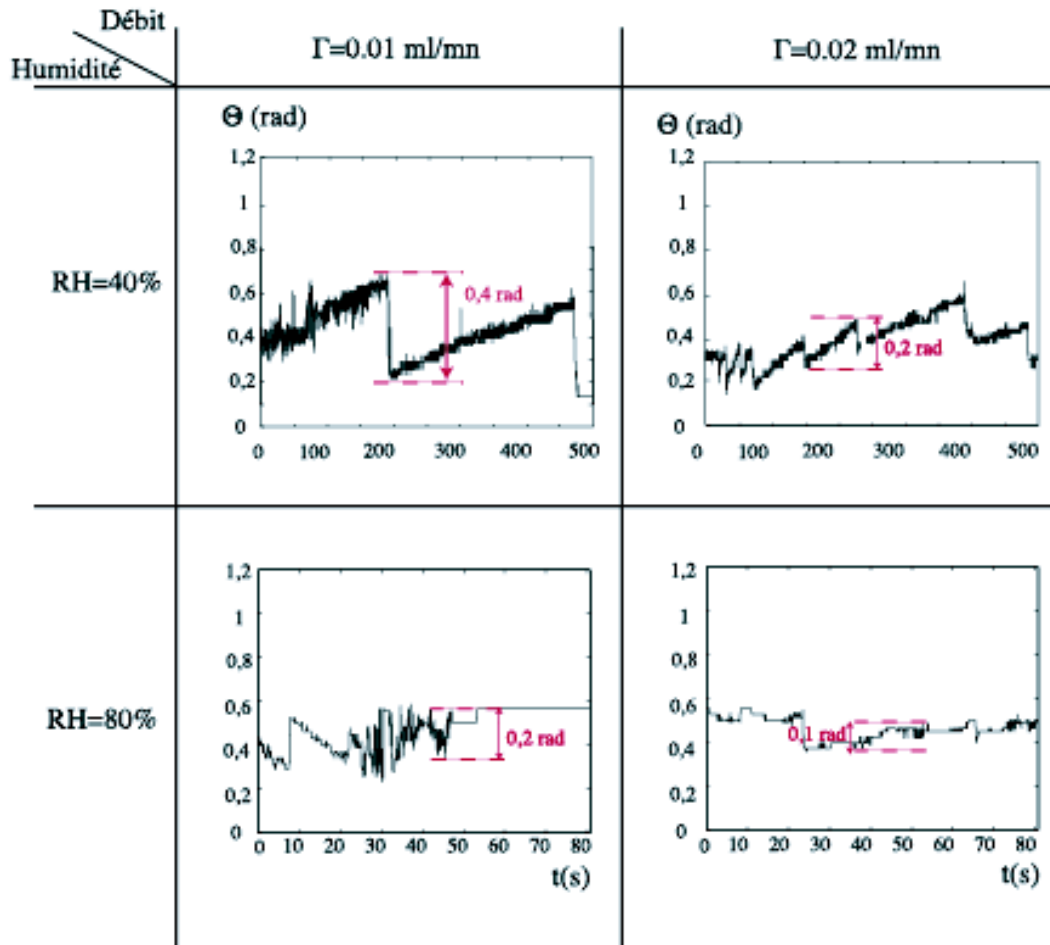 Débit
Humidité
Γ=0.01 ml/mn
Γ=0.02 ml/mn
RH=40%
Θ (rad)
1,2
1
0,8
0,6
0,4
0,2
0
0,4 rad
0 100 200 300 400 500
Θ (rad)
1,2
1
0,8
0,6
0,4
0,2
0
0,2 rad
0 100 200 300 400 500
RH=80%
1,2
1
0,8
0,6
0,4
0,2
0
0,2 rad
0 10 20 30 40 50 60 70 80
t(s)
1,2
1
0,8
0,6
0,4
0,2
0
0,1 rad
0 10 20 30 40 50 60 70 80
t(s)